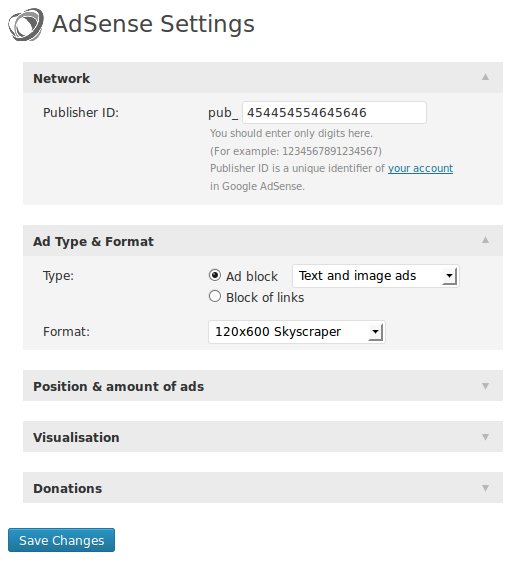 AdSense Settings
Network
Publisher ID: pub_ 454454554645646
You should enter only digits here.
(For example: 1234567891234567)
Publisher ID is a unique identifier of your account
in Google AdSense.
Ad Type & Format
Type: Ad block Text and image ads
Block of links
Format: 120x600 Skyscraper
Position & amount of ads
Visualisation
Donations
Save Changes